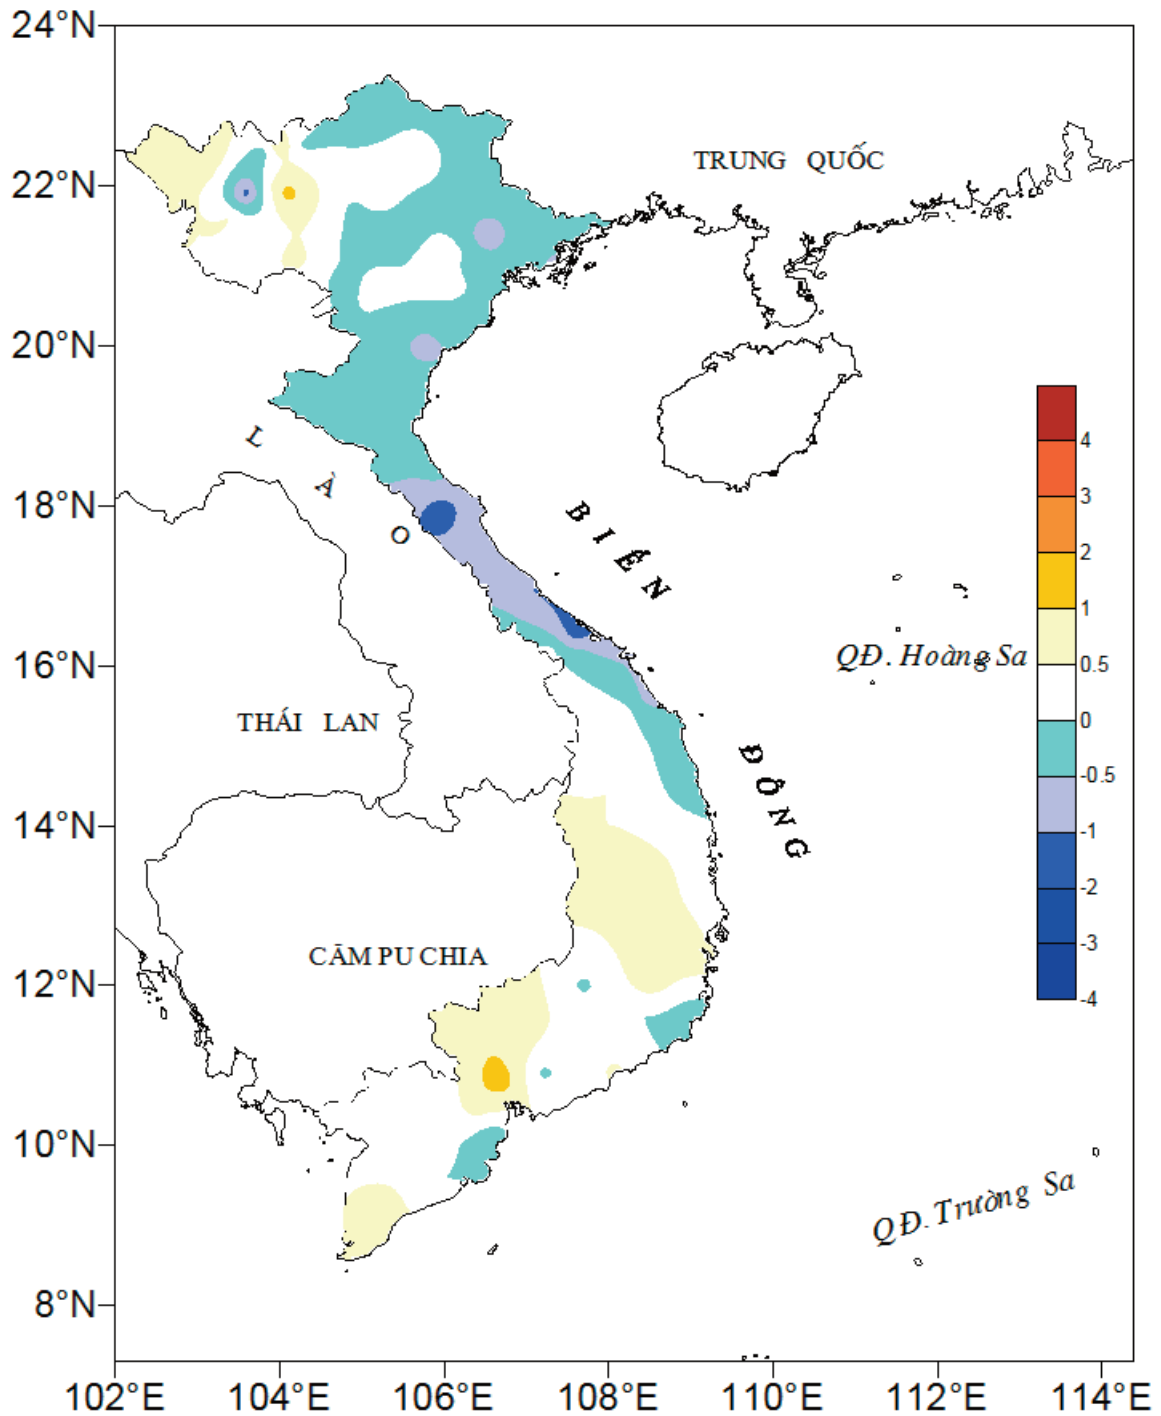 24°N
22°N
20°N
18°N
16°N
14°N
12°N
10°N
8°N
TRUNG QUỐC
L
À
O
BIỂN
ĐÔNG
QĐ. Hoàng Sa
THÁI LAN
CĂM PU CHIA
QĐ. Trường Sa
4
3
2
1
0.5
0
-0.5
-1
-2
-3
-4
102°E 104°E 106°E 108°E 110°E 112°E 114°E